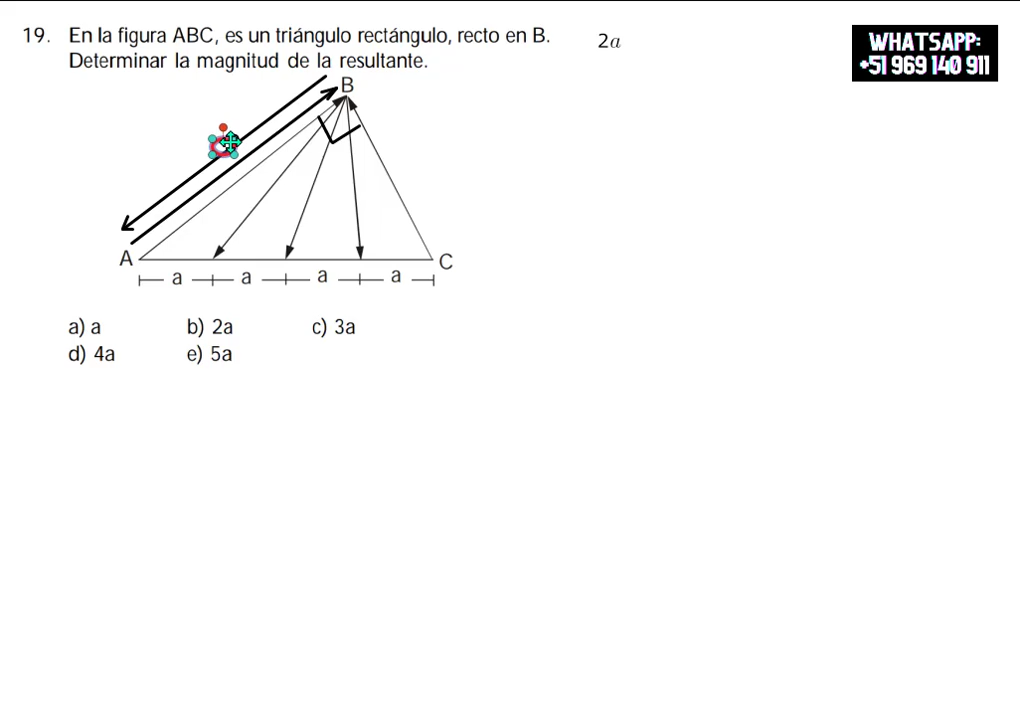 19. En la figura ABC, es un triángulo rectángulo, recto en B.
Determinar la magnitud de la resultante.
2a
WHATSAPP:
+51 969 140 911
B
A
C
a a a a
a) a b) 2a c) 3a
d) 4a e) 5a